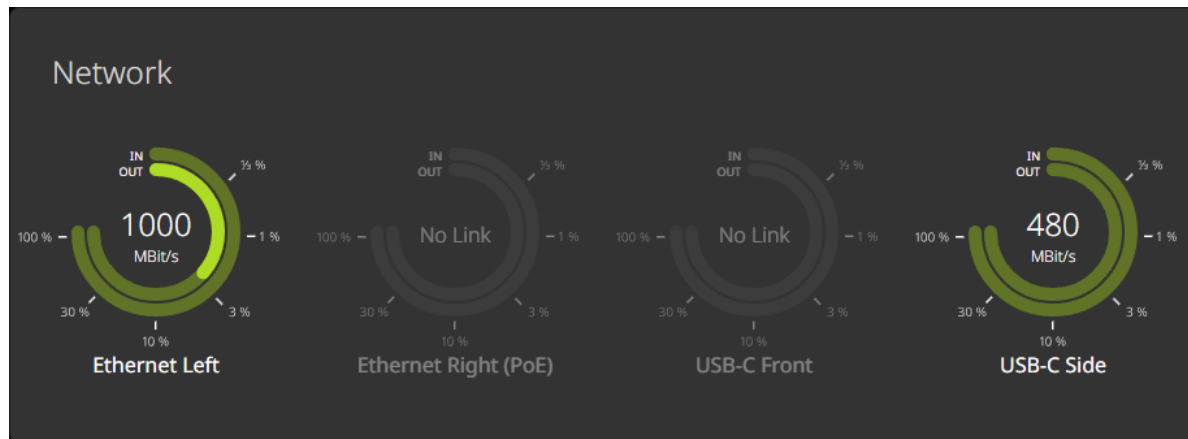 Network
IN
OUT
⅓ %
1000
MBit/s
100 %
1 %
30 %
3 %
10 %
Ethernet Left
IN
OUT
⅓ %
No Link
100 %
1 %
30 %
3 %
10 %
Ethernet Right (PoE)
IN
OUT
⅓ %
No Link
100 %
1 %
30 %
3 %
10 %
USB-C Front
IN
OUT
⅓ %
480
MBit/s
100 %
1 %
30 %
3 %
10 %
USB-C Side